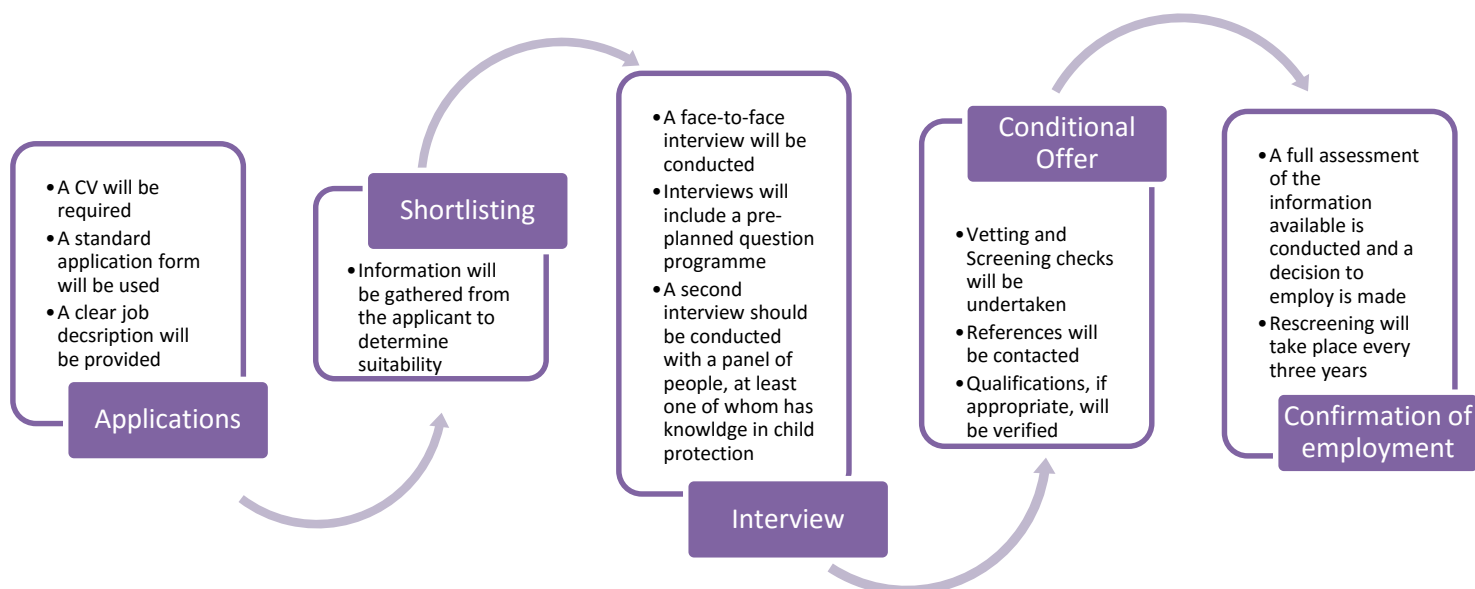 •A CV will be
required
•A standard
application form
will be used
•A clear job
decsription will
be provided
Applications
Shortlisting
•Information will
be gathered from
the applicant to
determine
suitability
•A face-to-face
interview will be
conducted
•Interviews will
include a pre-
planned question
programme
•A second
interview should
be conducted
with a panel of
people, at least
one of whom has
knowldge in child
protection
Interview
Conditional
Offer
•Vetting and
Screening checks
will be
undertaken
•References will
be contacted
•Qualifications, if
appropriate, will
be verified
•A full assessment
of the
information
available is
conducted and a
decision to
employ is made
•Rescreening will
take place every
three years
Confirmation of
employment